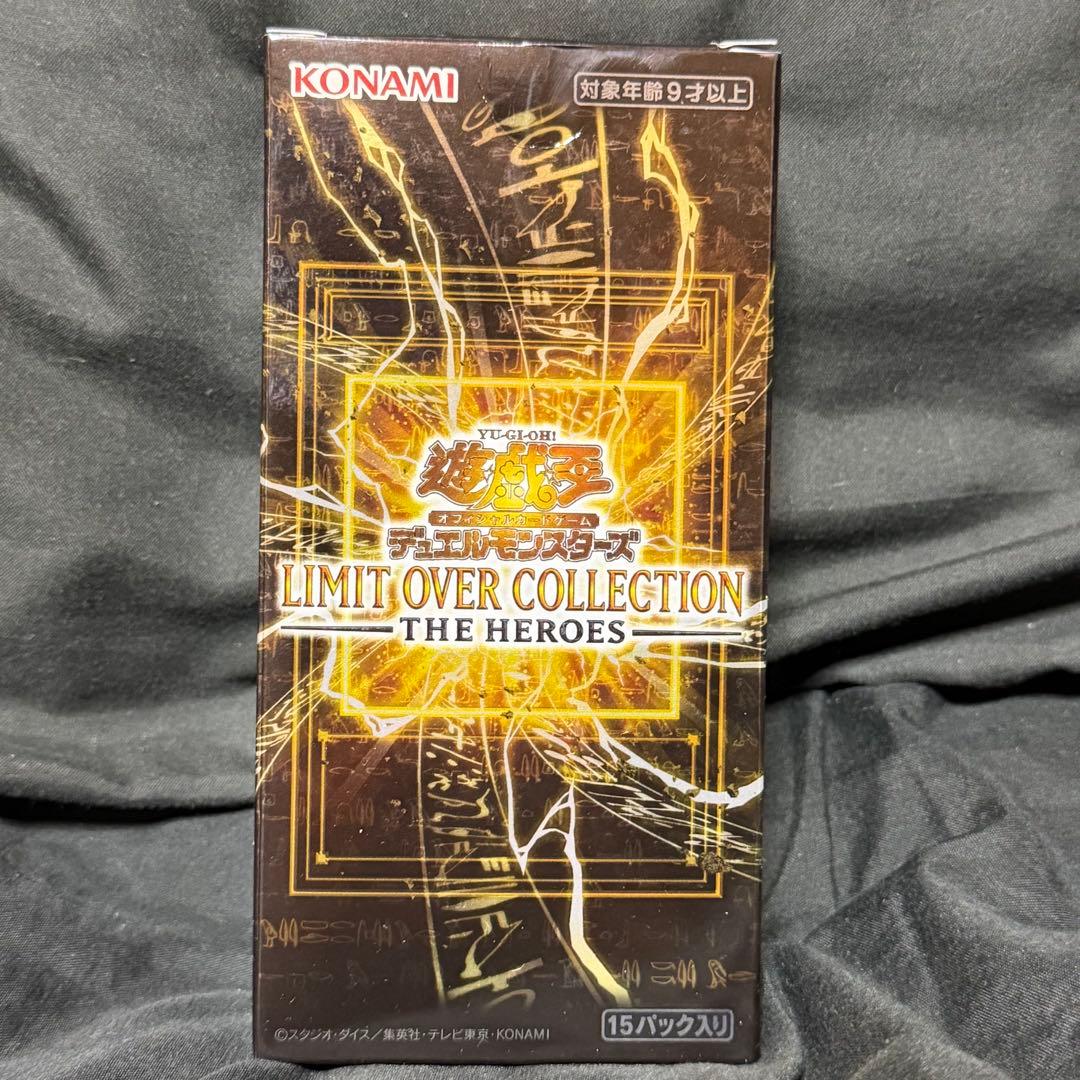 KONAMI
対象年齢9才以上
YU-GI-OH!
遊戯王
オフィシャルカードゲーム
デュエルモンスターズ
LIMIT OVER COLLECTION
THE HEROES
©スタジオ・ダイス/集英社・テレビ東京・KONAMI
15パック入り